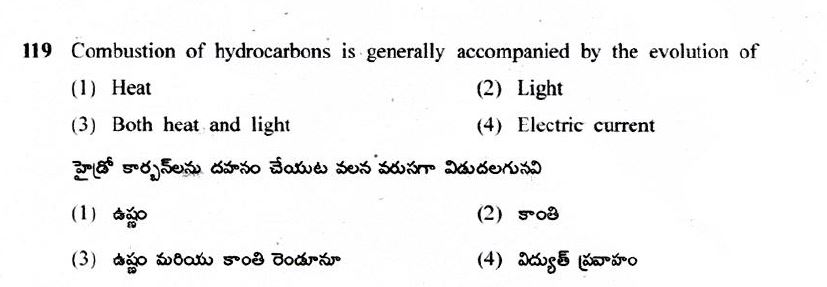 119 Combustion of hydrocarbons is generally accompanied by the evolution of
(1) Heat (2) Light
(3) Both heat and light (4) Electric current
హైడ్రో కార్బన్‌లను దహనం చేయుట వలన వరుసగా విడుదలగునవి
(1) ఉష్ణం (2) కాంతి
(3) ఉష్ణం మరియు కాంతి రెండూనూ (4) విద్యుత్ ప్రవాహం